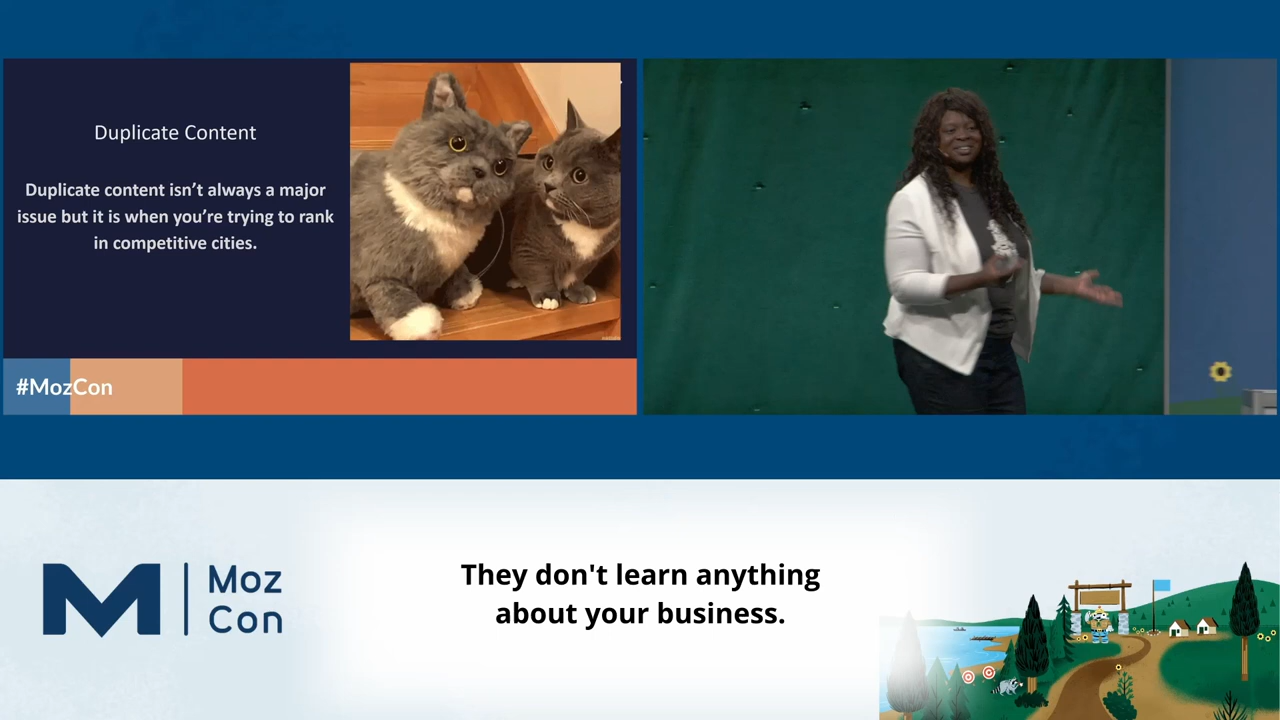 Duplicate Content
Duplicate content isn’t always a major
issue but it is when you’re trying to rank
in competitive cities.
#MozCon
Moz
Con
They don't learn anything
about your business.